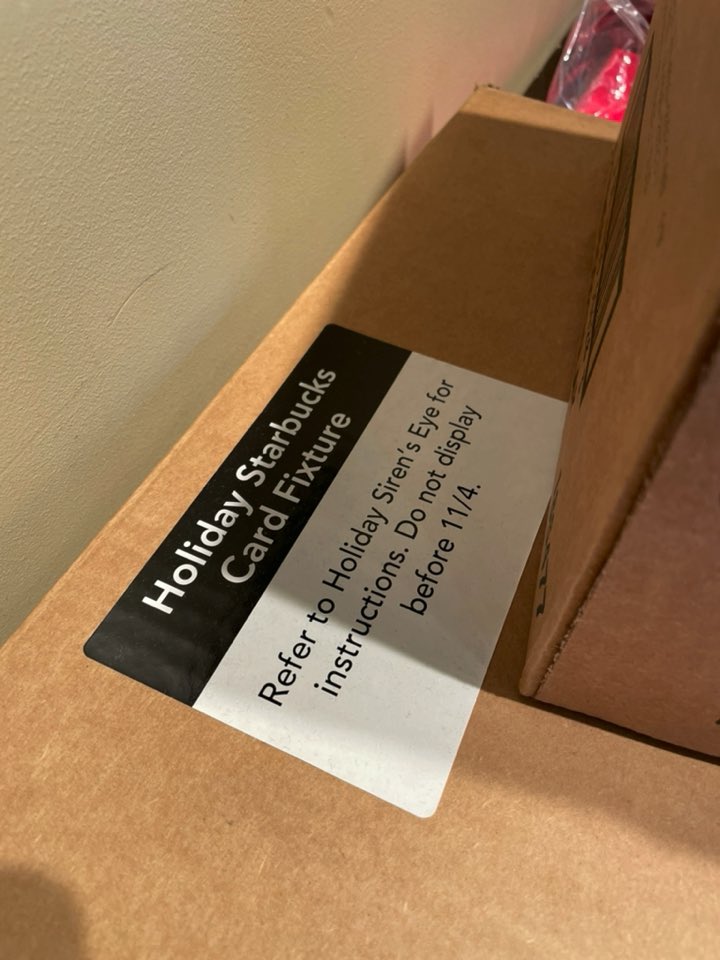 Holiday Starbucks
Card Fixture
Refer to Holiday Siren's Eye for
instructions. Do not display
before 11/4.